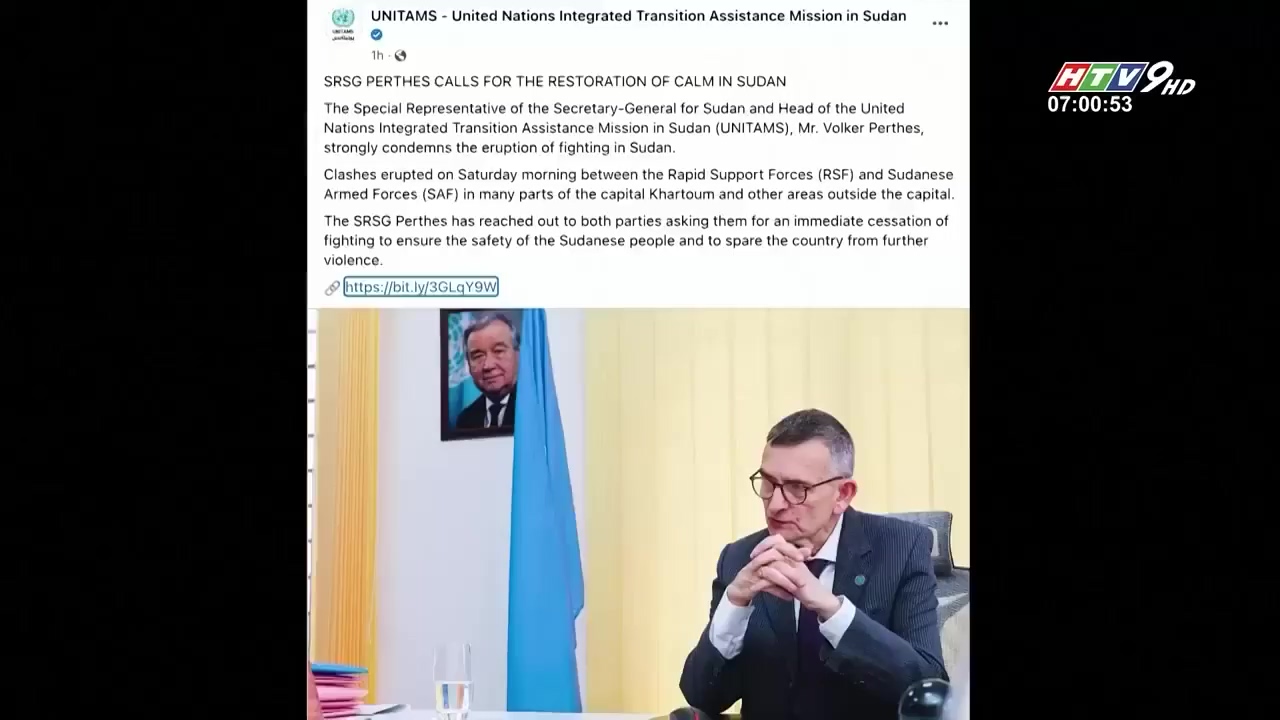 UNITAMS - United Nations Integrated Transition Assistance Mission in Sudan
UNITAMS
1h
HTV9 HD
07:00:53
SRSG PERTHES CALLS FOR THE RESTORATION OF CALM IN SUDAN
The Special Representative of the Secretary-General for Sudan and Head of the United
Nations Integrated Transition Assistance Mission in Sudan (UNITAMS), Mr. Volker Perthes,
strongly condemns the eruption of fighting in Sudan.
Clashes erupted on Saturday morning between the Rapid Support Forces (RSF) and Sudanese
Armed Forces (SAF) in many parts of the capital Khartoum and other areas outside the capital.
The SRSG Perthes has reached out to both parties asking them for an immediate cessation of
fighting to ensure the safety of the Sudanese people and to spare the country from further
violence.
https://bit.ly/3GLqY9W